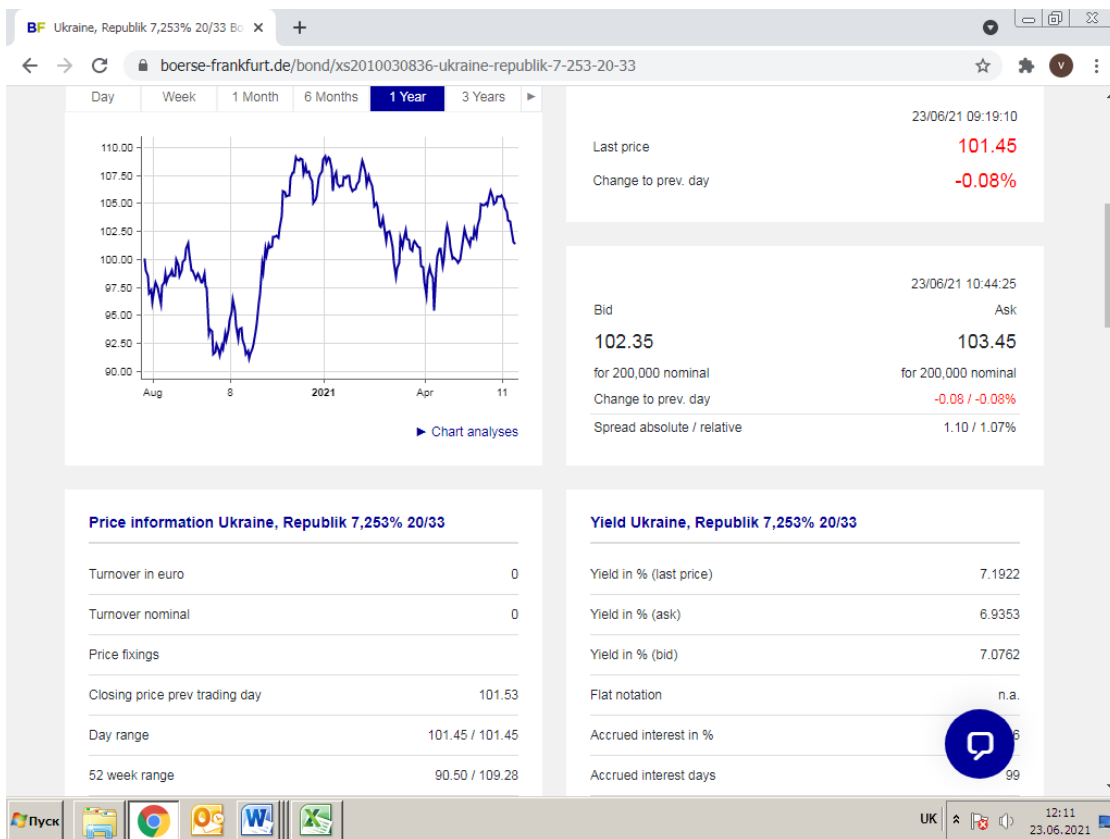 BF Ukraine, Republik 7,253% 20/33 Bo
boerse-frankfurt.de/bond/xs2010030836-ukraine-republik-7-253-20-33
V
Day Week 1 Month 6 Months 1 Year 3 Years
110.00
107.50
105.00
102.50
100.00
97.50
95.00
92.50
90.00
Aug 8 2021 Apr 11
► Chart analyses
23/06/21 09:19:10
Last price 101.45
Change to prev. day -0.08%
23/06/21 10:44:25
Bid Ask
102.35 103.45
for 200,000 nominal for 200,000 nominal
Change to prev. day -0.08 / -0.08%
Spread absolute / relative 1.10 / 1.07%
Price information Ukraine, Republik 7,253% 20/33
Turnover in euro 0
Turnover nominal 0
Price fixings
Closing price prev trading day 101.53
Day range 101.45 / 101.45
52 week range 90.50 / 109.28
Yield Ukraine, Republik 7,253% 20/33
Yield in % (last price) 7.1922
Yield in % (ask) 6.9353
Yield in % (bid) 7.0762
Flat notation n.a.
Accrued interest in %
Accrued interest days 99
Пуск
UK 12:11
23.06.2021